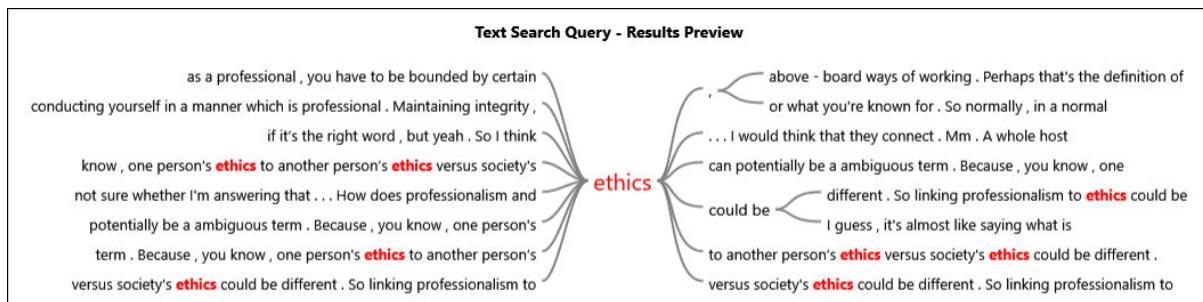 Text Search Query - Results Preview
as a professional , you have to be bounded by certain
conducting yourself in a manner which is professional . Maintaining integrity ,
if it's the right word , but yeah . So I think
know , one person's ethics to another person's ethics versus society's
not sure whether I'm answering that . . . How does professionalism and
potentially be a ambiguous term . Because , you know , one person's
term . Because , you know , one person's ethics to another person's
versus society's ethics could be different . So linking professionalism to
ethics
,
above - board ways of working . Perhaps that's the definition of
or what you're known for . So normally , in a normal
. . . I would think that they connect . Mm . A whole host
can potentially be a ambiguous term . Because , you know , one
could be
different . So linking professionalism to ethics could be
I guess , it's almost like saying what is
to another person's ethics versus society's ethics could be different .
versus society's ethics could be different . So linking professionalism to